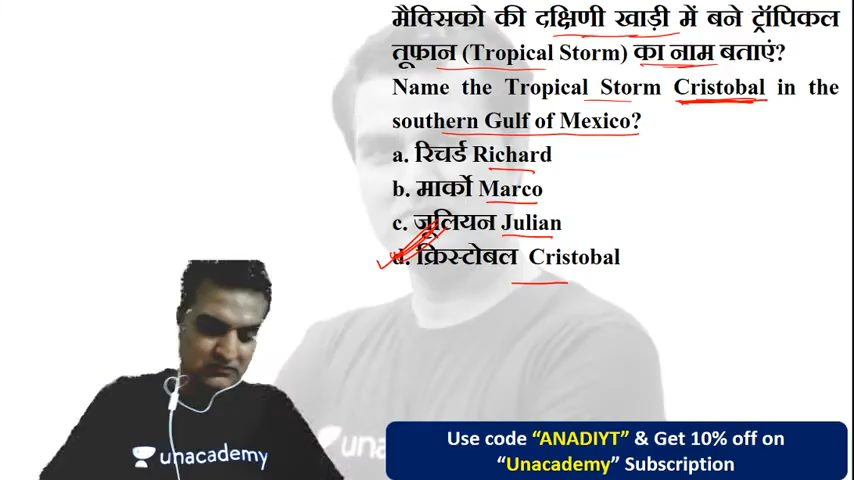 मैक्सिको की दक्षिणी खाड़ी में बने ट्रॉपिकल
तूफान (Tropical Storm) का नाम बताएं?
Name the Tropical Storm Cristobal in the
southern Gulf of Mexico?
a. रिचर्ड Richard
b. मार्को Marco
c. जूलियन Julian
d. क्रिस्टोबल Cristobal
unacademy
una
Use code “ANADIYT” & Get 10% off on
“Unacademy” Subscription